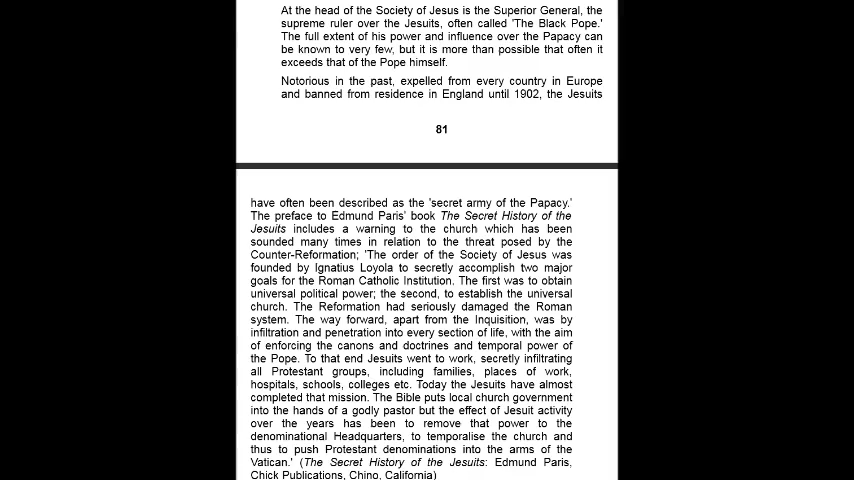 At the head of the Society of Jesus is the Superior General, the
supreme ruler over the Jesuits, often called 'The Black Pope.'
The full extent of his power and influence over the Papacy can
be known to very few, but it is more than possible that often it
exceeds that of the Pope himself.
Notorious in the past, expelled from every country in Europe
and banned from residence in England until 1902, the Jesuits
81
have often been described as the 'secret army of the Papacy.'
The preface to Edmund Paris' book The Secret History of the
Jesuits includes a warning to the church which has been
sounded many times in relation to the threat posed by the
Counter-Reformation; 'The order of the Society of Jesus was
founded by Ignatius Loyola to secretly accomplish two major
goals for the Roman Catholic Institution. The first was to obtain
universal political power; the second, to establish the universal
church. The Reformation had seriously damaged the Roman
system. The way forward, apart from the Inquisition, was by
infiltration and penetration into every section of life, with the aim
of enforcing the canons and doctrines and temporal power of
the Pope. To that end Jesuits went to work, secretly infiltrating
all Protestant groups, including families, places of work,
hospitals, schools, colleges etc. Today the Jesuits have almost
completed that mission. The Bible puts local church government
into the hands of a godly pastor but the effect of Jesuit activity
over the years has been to remove that power to the
denominational Headquarters, to temporalise the church and
thus to push Protestant denominations into the arms of the
Vatican.' (The Secret History of the Jesuits: Edmund Paris,
Chick Publications, Chino, California)